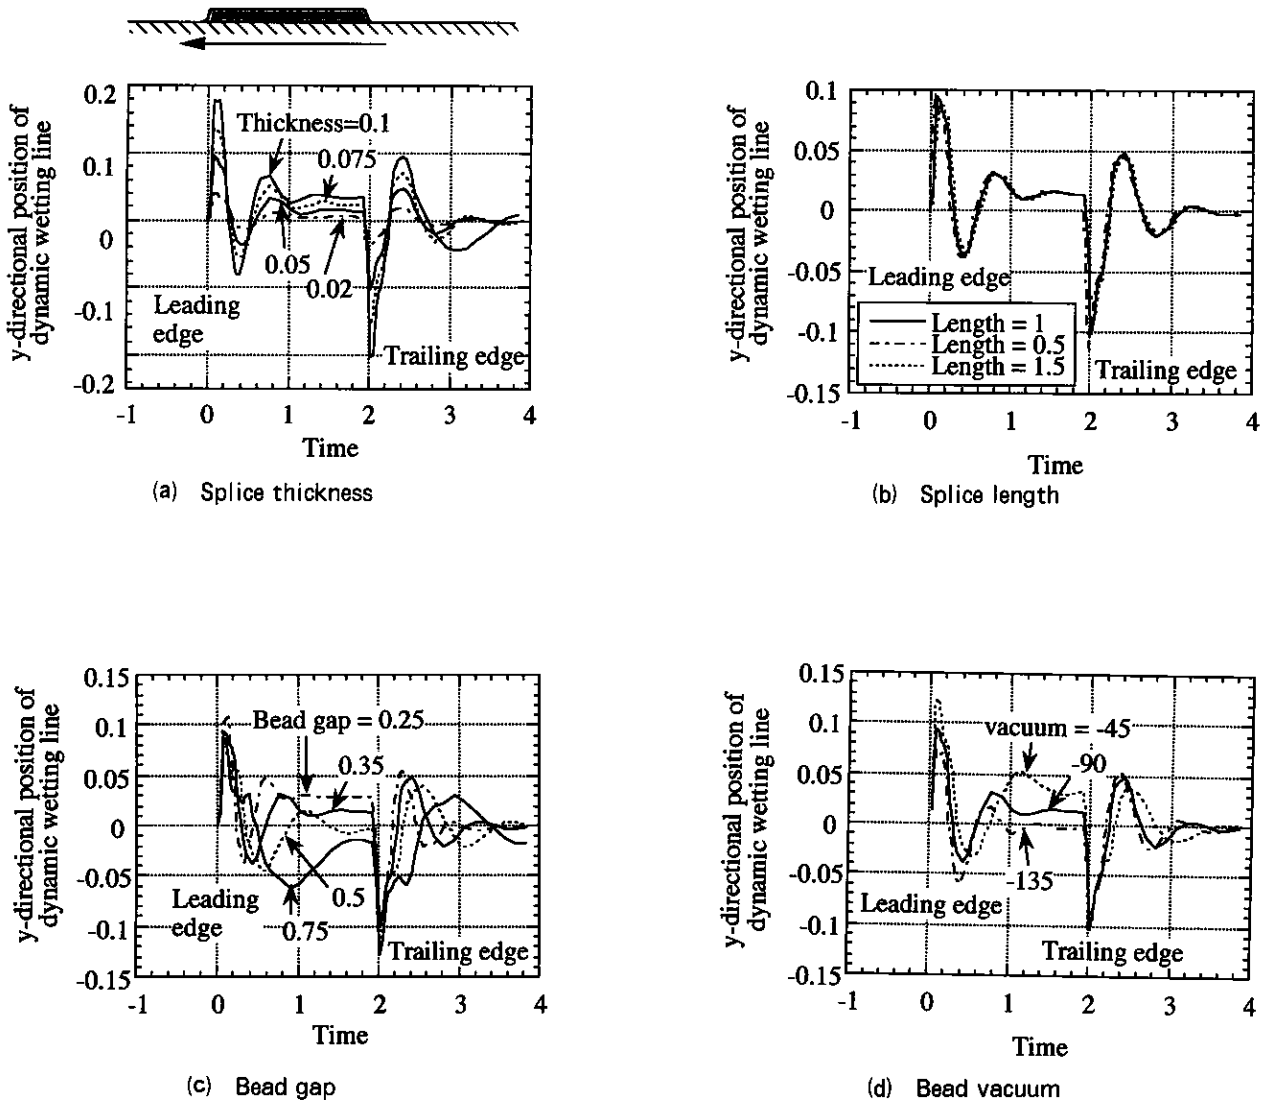 y-directional position of
dynamic wetting line
0.2
0.1
0
-0.1
-0.2
Thickness=0.1
0.075
0.05
0.02
Leading
edge
Trailing edge
-1 0 1 2 3 4
Time
(a) Splice thickness
y-directional position of
dynamic wetting line
0.1
0.05
0
-0.05
-0.1
-0.15
Leading edge
Length = 1
Length = 0.5
Length = 1.5
Trailing edge
-1 0 1 2 3 4
Time
(b) Splice length
y-directional position of
dynamic wetting line
0.15
0.1
0.05
0
-0.05
-0.1
-0.15
Bead gap = 0.25
0.35
0.5
0.75
Leading
edge
Trailing edge
-1 0 1 2 3 4
Time
(c) Bead gap
y-directional position of
dynamic wetting line
0.15
0.1
0.05
0
-0.05
-0.1
-0.15
vacuum = -45
-90
-135
Leading edge
Trailing edge
-1 0 1 2 3 4
Time
(d) Bead vacuum